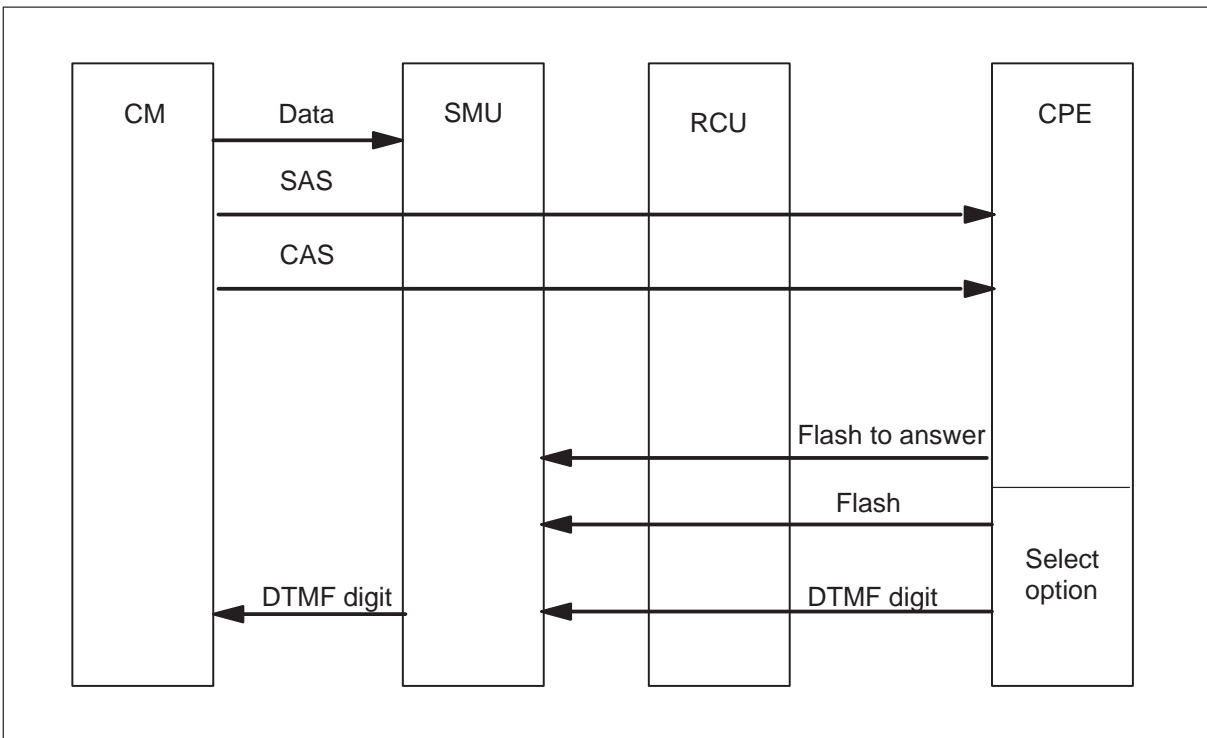 CM
Data
SMU
RCU
CPE
SAS
CAS
Flash to answer
Flash
Select
option
DTMF digit
DTMF digit